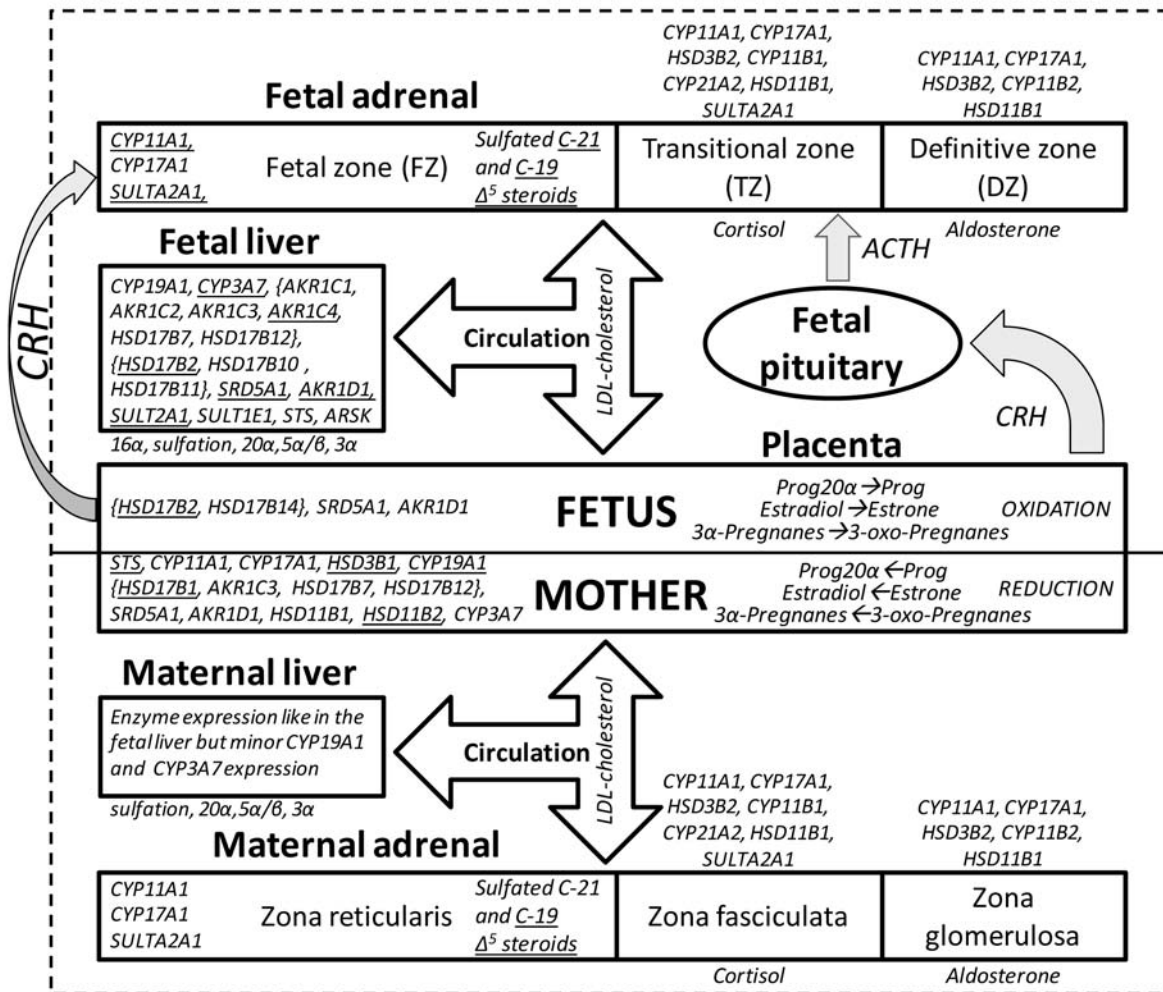 CYP11A1, CYP17A1,
HSD3B2, CYP11B1,
CYP21A2, HSD11B1,
SULTA2A1
CYP11A1, CYP17A1,
HSD3B2, CYP11B2,
HSD11B1
Fetal adrenal
CYP11A1,
CYP17A1
SULTA2A1,
Fetal zone (FZ)
Sulfated C-21
and C-19
Δ⁵ steroids
Transitional zone
(TZ)
Definitive zone
(DZ)
Cortisol
Aldosterone
CRH
Fetal liver
CYP19A1, CYP3A7, {AKR1C1,
AKR1C2, AKR1C3, AKR1C4,
HSD17B7, HSD17B12},
{HSD17B2, HSD17B10 ,
HSD17B11}, SRD5A1, AKR1D1,
SULT2A1, SULT1E1, STS, ARSK
16α, sulfation, 20α,5α/β, 3α
Circulation
LDL-cholesterol
ACTH
Fetal
pituitary
CRH
Placenta
{HSD17B2, HSD17B14}, SRD5A1, AKR1D1
FETUS
Prog20α→Prog
Estradiol→Estrone
3α-Pregnanes→3-oxo-Pregnanes
OXIDATION
STS, CYP11A1, CYP17A1, HSD3B1, CYP19A1
{HSD17B1, AKR1C3, HSD17B7, HSD17B12},
SRD5A1, AKR1D1, HSD11B1, HSD11B2, CYP3A7
MOTHER
Prog20α←Prog
Estradiol←Estrone
3α-Pregnanes←3-oxo-Pregnanes
REDUCTION
Maternal liver
Enzyme expression like in the
fetal liver but minor CYP19A1
and CYP3A7 expression
sulfation, 20α,5α/β, 3α
Circulation
LDL-cholesterol
CYP11A1, CYP17A1,
HSD3B2, CYP11B1,
CYP21A2, HSD11B1,
SULTA2A1
CYP11A1, CYP17A1,
HSD3B2, CYP11B2,
HSD11B1
Maternal adrenal
CYP11A1
CYP17A1
SULTA2A1
Zona reticularis
Sulfated C-21
and C-19
Δ⁵ steroids
Zona fasciculata
Zona
glomerulosa
Cortisol
Aldosterone